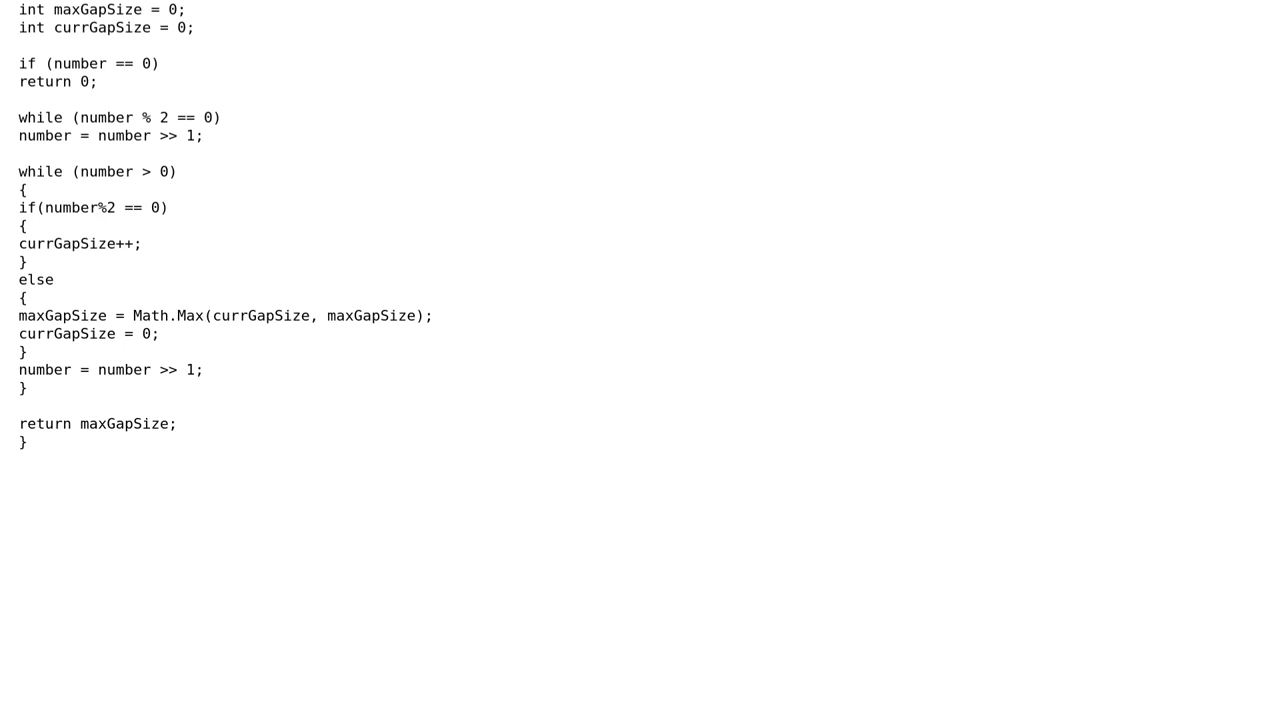 int maxGapSize = 0;
int currGapSize = 0;
if (number == 0)
return 0;
while (number % 2 == 0)
number = number >> 1;
while (number > 0)
{
if(number%2 == 0)
{
currGapSize++;
}
else
{
maxGapSize = Math.Max(currGapSize, maxGapSize);
currGapSize = 0;
}
number = number >> 1;
}
return maxGapSize;
}